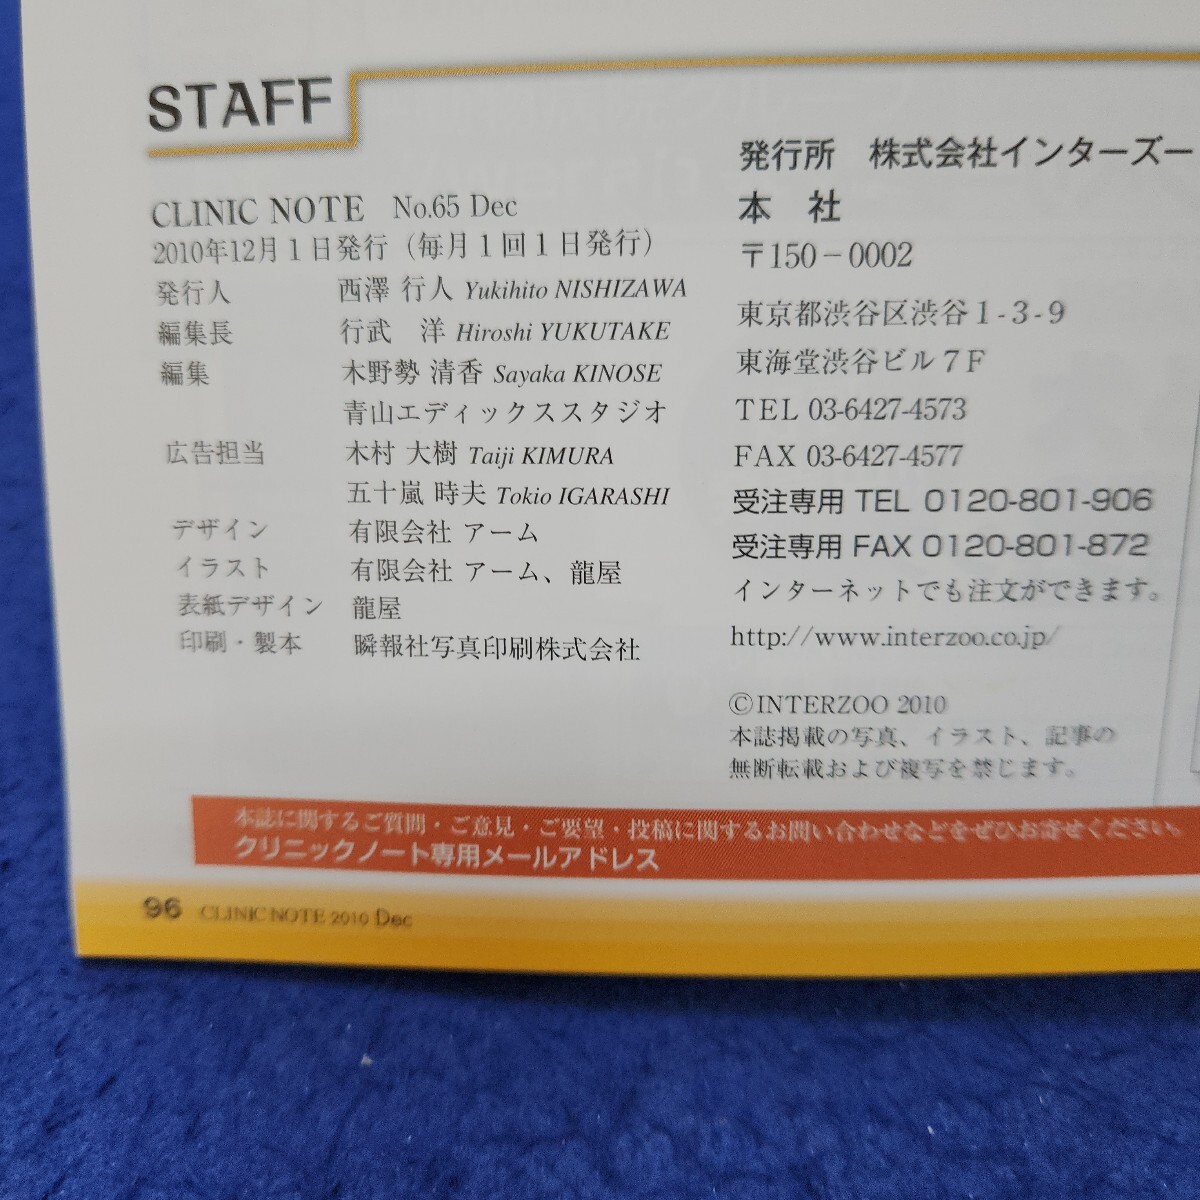 STAFF
CLINIC NOTE No.65 Dec
2010年12月1日発行（毎月1回1日発行）
発行人 西澤 行人 Yukihito NISHIZAWA
編集長 行武 洋 Hiroshi YUKUTAKE
編集 木野勢 清香 Sayaka KINOSE
青山エディックススタジオ
広告担当 木村 大樹 Taiji KIMURA
五十嵐 時夫 Tokio IGARASHI
デザイン 有限会社 アーム
イラスト 有限会社 アーム、龍屋
表紙デザイン 龍屋
印刷・製本 瞬報社写真印刷株式会社
発行所 株式会社インターズー
本 社
〒150－0002
東京都渋谷区渋谷1-3-9
東海堂渋谷ビル7F
TEL 03-6427-4573
FAX 03-6427-4577
受注専用 TEL 0120-801-906
受注専用 FAX 0120-801-872
インターネットでも注文ができます。
http://www.interzoo.co.jp/
©INTERZOO 2010
本誌掲載の写真、イラスト、記事の
無断転載および複写を禁じます。
本誌に関するご質問・ご意見・ご要望・投稿に関するお問い合わせなどをぜひお寄せください。
クリニックノート専用メールアドレス
96 CLINIC NOTE 2010 Dec